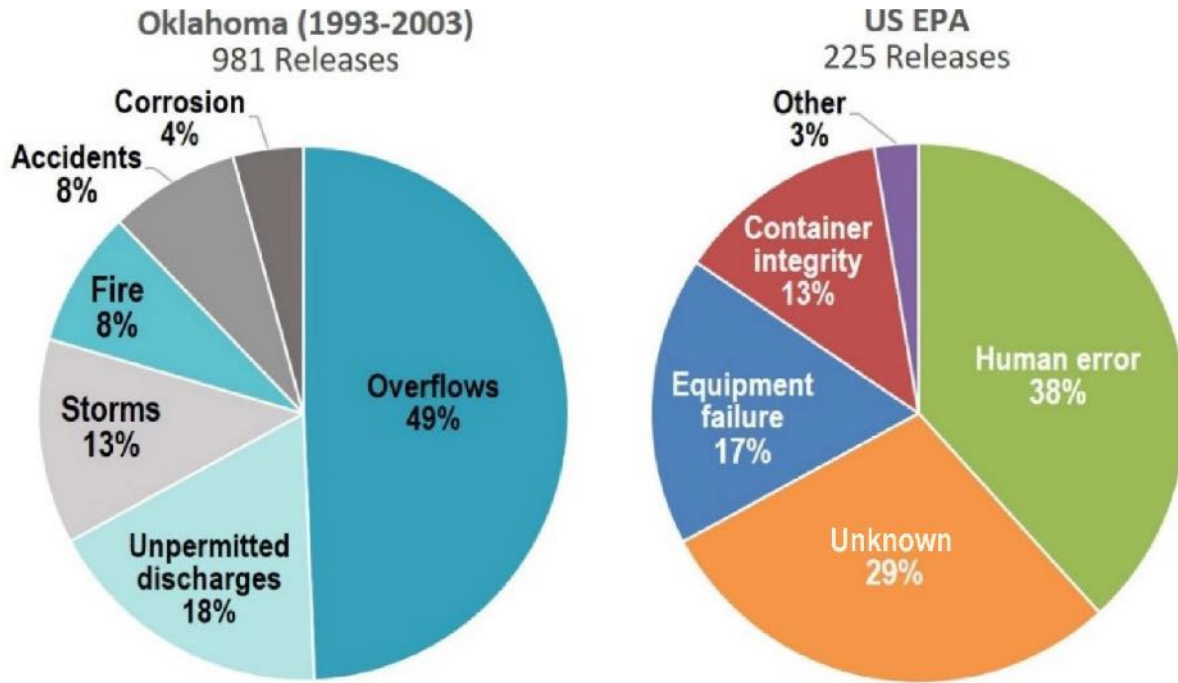 Oklahoma (1993-2003)
981 Releases
Corrosion
4%
Accidents
8%
Fire
8%
Storms
13%
Unpermitted
discharges
18%
Overflows
49%
US EPA
225 Releases
Other
3%
Container
integrity
13%
Equipment
failure
17%
Human error
38%
Unknown
29%